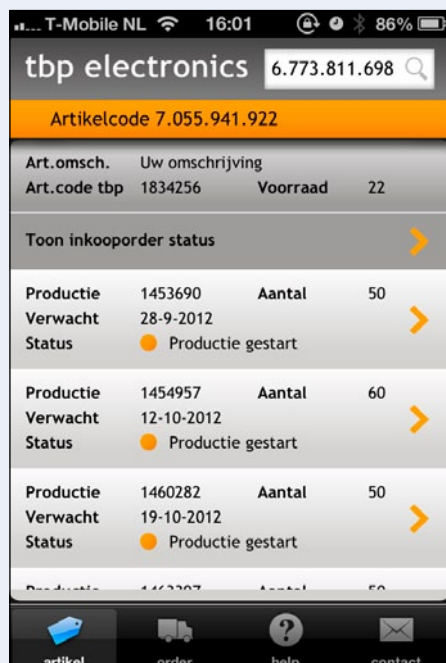 T-Mobile NL 16:01 86%
tbp electronics 6.773.811.698
Artikelcode 7.055.941.922
Art.omsch. Uw omschrijving
Art.code tbp 1834256 Voorraad 22
Toon inkooporder status
Productie 1453690 Aantal 50
Verwacht 28-9-2012
Status Productie gestart
Productie 1454957 Aantal 60
Verwacht 12-10-2012
Status Productie gestart
Productie 1460282 Aantal 50
Verwacht 19-10-2012
Status Productie gestart
Productie Aantal 50
artikel order help contact